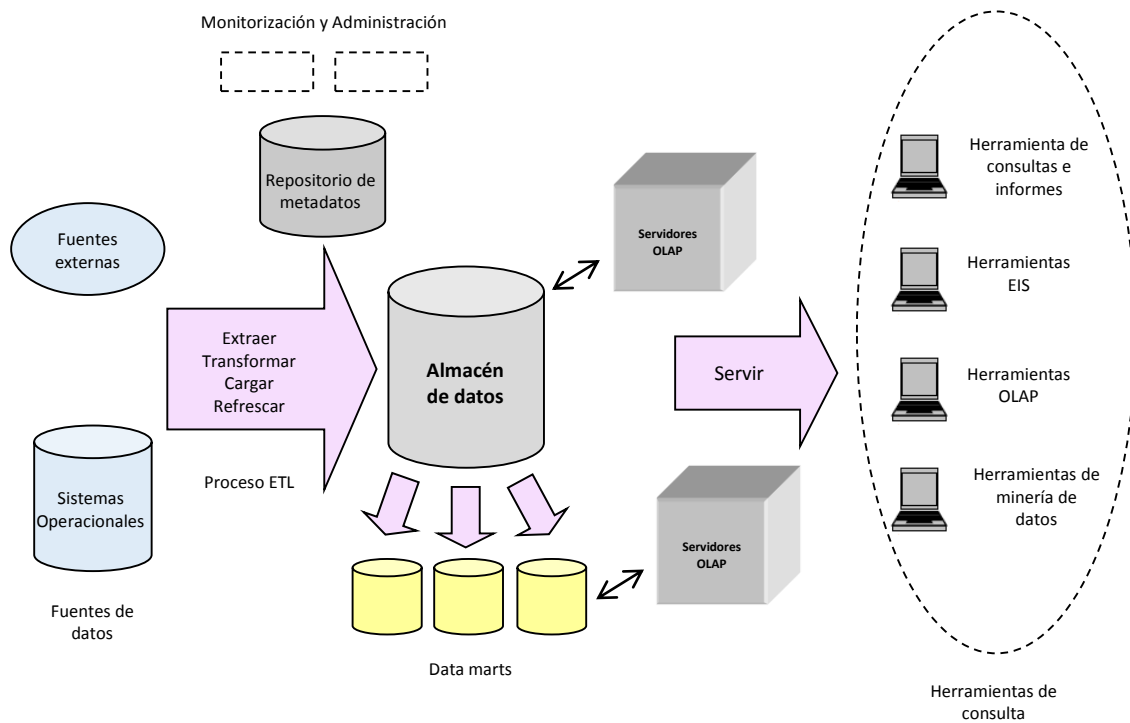 Monitorización y Administración
Repositorio de
metadatos
Fuentes
externas
Sistemas
Operacionales
Fuentes de
datos
Extraer
Transformar
Cargar
Refrescar
Proceso ETL
Almacén
de datos
Data marts
Servidores
OLAP
Servidores
OLAP
Servir
Herramienta de
consultas e
informes
Herramientas
EIS
Herramientas
OLAP
Herramientas de
minería de
datos
Herramientas de
consulta